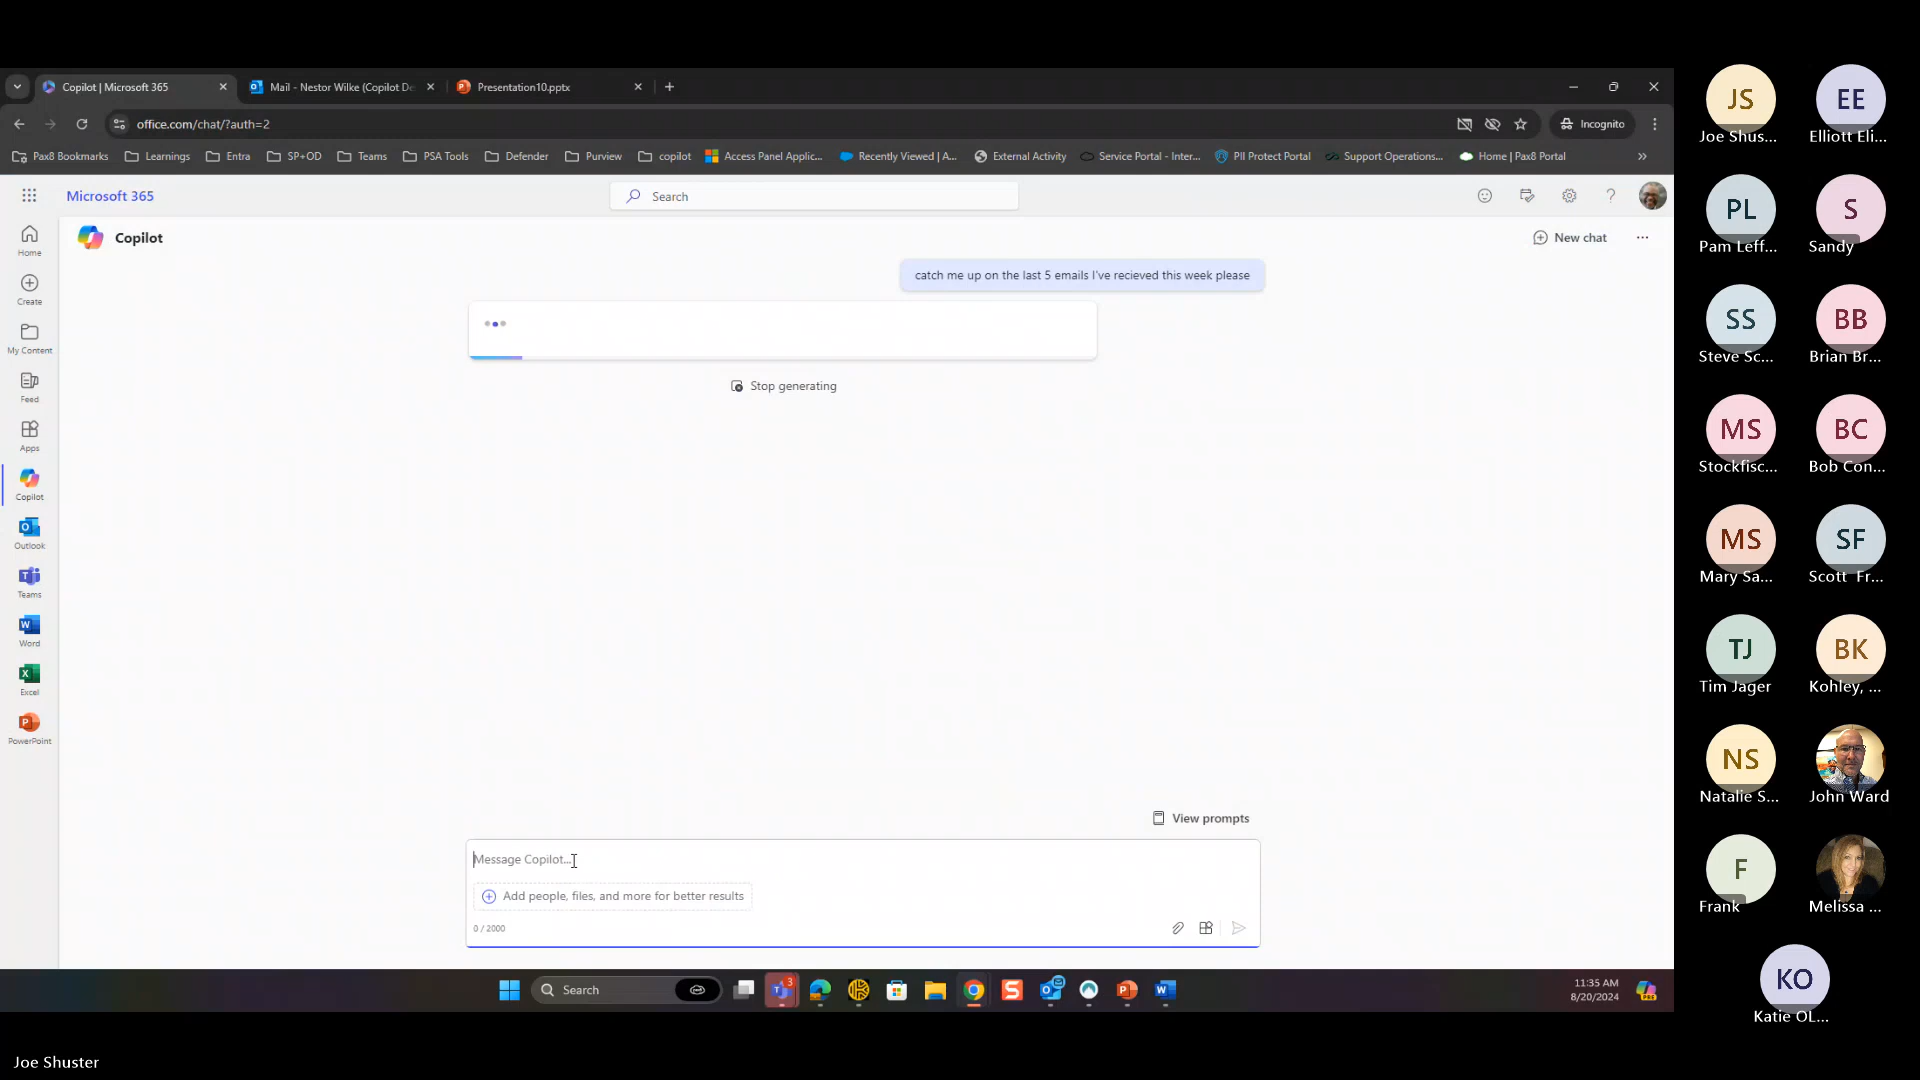 Copilot | Microsoft 365
Mail - Nestor Wilke (Copilot De
Presentation10.pptx
office.com/chat/?auth=2
Incognito
Pax8 Bookmarks
Learnings
Entra
SP+OD
Teams
PSA Tools
Defender
Purview
copilot
Access Panel Applic...
Recently Viewed | A...
External Activity
Service Portal - Inter...
PII Protect Portal
Support Operations...
Home | Pax8 Portal
»
Microsoft 365
Search
Copilot
New chat
catch me up on the last 5 emails I've recieved this week please
Stop generating
Home
Create
My Content
Feed
Apps
Copilot
Outlook
Teams
Word
Excel
PowerPoint
View prompts
Message Copilot...
Add people, files, and more for better results
0 / 2000
Search
3
11:35 AM
8/20/2024
JS
Joe Shus...
EE
Elliott Eli...
PL
Pam Leff...
S
Sandy
SS
Steve Sc...
BB
Brian Br...
MS
Stockfisc...
BC
Bob Con...
MS
Mary Sa...
SF
Scott Fr...
TJ
Tim Jager
BK
Kohley, ...
NS
Natalie S...
John Ward
F
Frank
Melissa ...
KO
Katie OL...
Joe Shuster